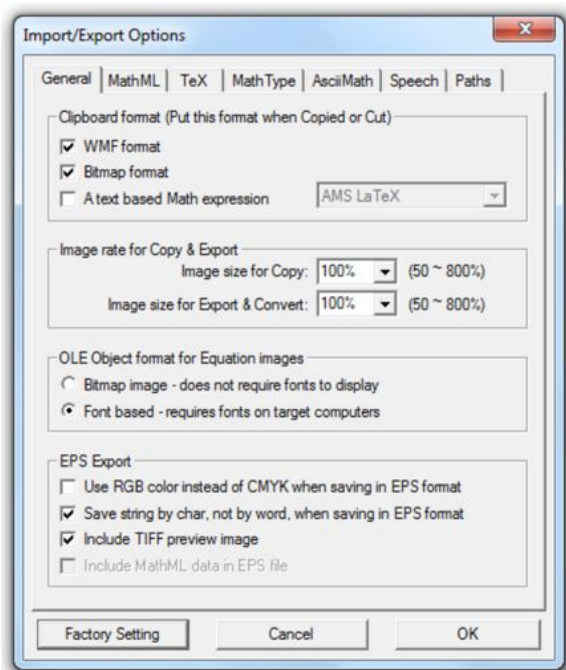 Import/Export Options
General MathML TeX MathType AsciiMath Speech Paths
Clipboard format (Put this format when Copied or Cut)
WMF format
Bitmap format
A text based Math expression AMS LaTeX
Image rate for Copy & Export
Image size for Copy: 100% (50 ~ 800%)
Image size for Export & Convert: 100% (50 ~ 800%)
OLE Object format for Equation images
Bitmap image - does not require fonts to display
Font based - requires fonts on target computers
EPS Export
Use RGB color instead of CMYK when saving in EPS format
Save string by char, not by word, when saving in EPS format
Include TIFF preview image
Include MathML data in EPS file
Factory Setting Cancel OK